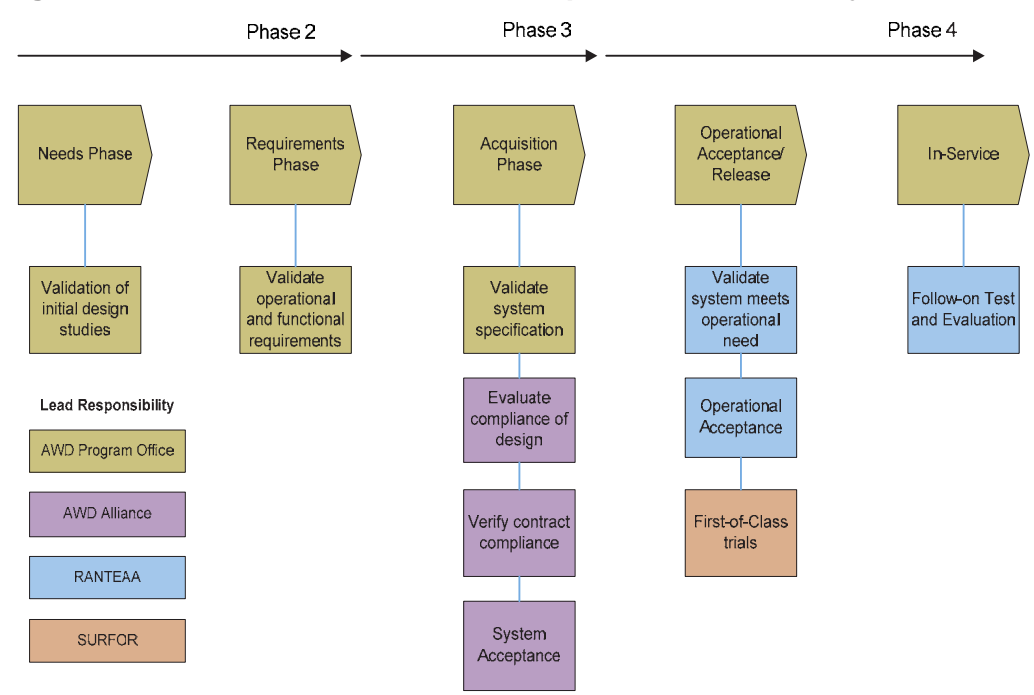 Phase 2
Phase 3
Phase 4
Needs Phase
Requirements
Phase
Acquisition
Phase
Operational
Acceptance/
Release
In-Service
Validation of
initial design
studies
Validate
operational
and functional
requirements
Validate
system
specification
Validate
system meets
operational
need
Follow-on Test
and Evaluation
Evaluate
compliance of
design
Operational
Acceptance
Verify contract
compliance
First-of-Class
trials
System
Acceptance
Lead Responsibility
AWD Program Office
AWD Alliance
RANTEAA
SURFOR